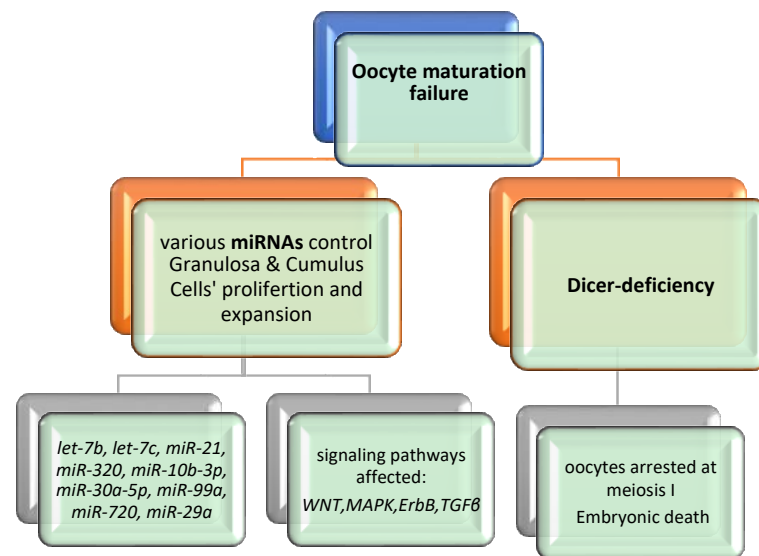 Oocyte maturation
failure
various miRNAs control
Granulosa & Cumulus
Cells' prolifertion and
expansion
Dicer-deficiency
let-7b, let-7c, miR-21,
miR-320, miR-10b-3p,
miR-30a-5p, miR-99a,
miR-720, miR-29a
signaling pathways
affected:
WNT,MAPK,ErbB,TGFβ
oocytes arrested at
meiosis I
Embryonic death